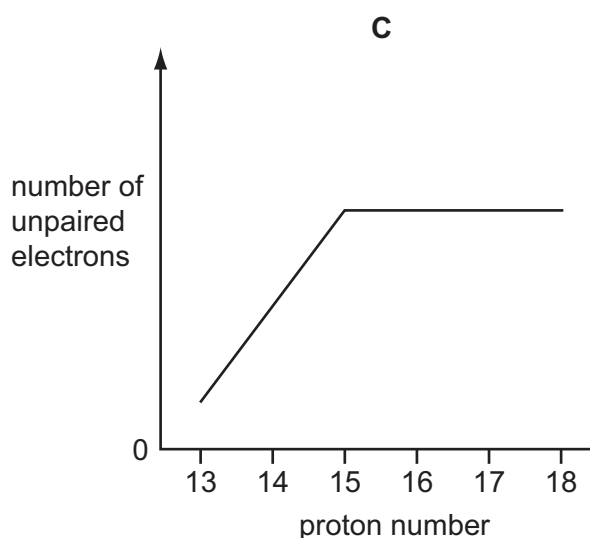 C
number of
unpaired
electrons
0
13 14 15 16 17 18
proton number